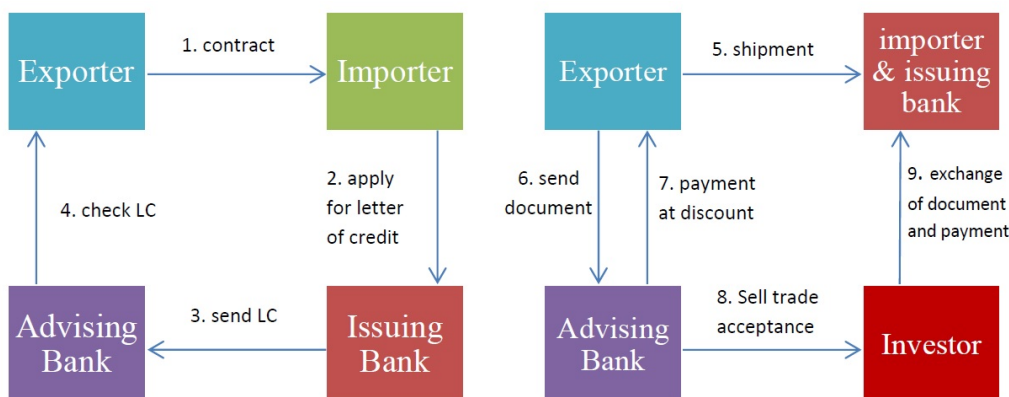 1. contract
Exporter
Importer
2. apply
for letter
of credit
4. check LC
3. send LC
Advising
Bank
Issuing
Bank
5. shipment
Exporter
importer
& issuing
bank
6. send
document
7. payment
at discount
9. exchange
of document
and payment
8. Sell trade
acceptance
Advising
Bank
Investor